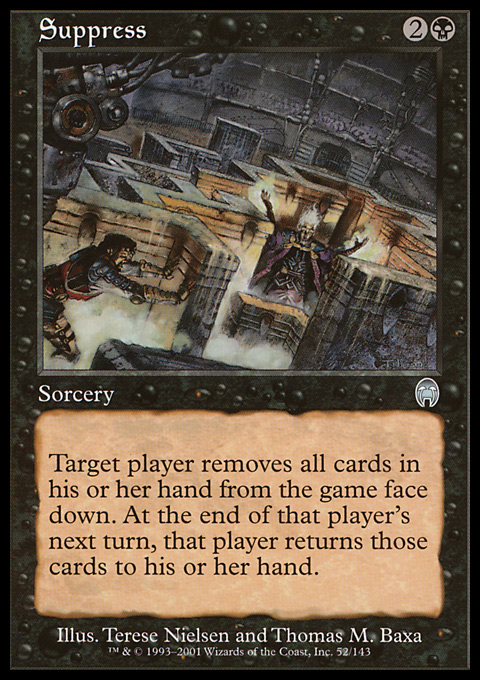 Suppress 2
Sorcery
Target player removes all cards in
his or her hand from the game face
down. At the end of that player's
next turn, that player returns those
cards to his or her hand.
Illus. Terese Nielsen and Thomas M. Baxa
™ & © 1993–2001 Wizards of the Coast, Inc. 52/143